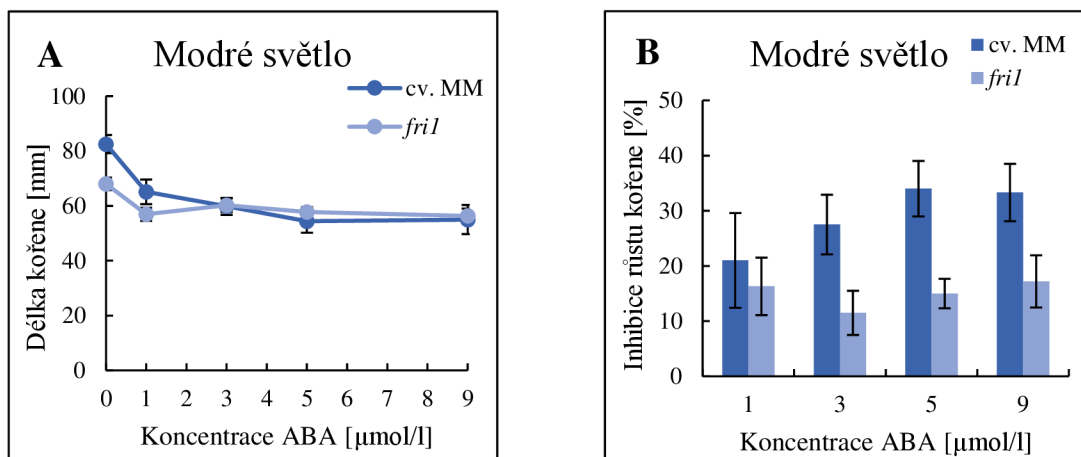 A
Modré světlo
cv. MM
fri1
Délka kořene [mm]
100
80
60
40
20
0
0 1 2 3 4 5 6 7 8 9
Koncentrace ABA [µmol/l]
B
Modré světlo
cv. MM
fri1
Inhibice růstu kořene [%]
50
40
30
20
10
0
1 3 5 9
Koncentrace ABA [µmol/l]